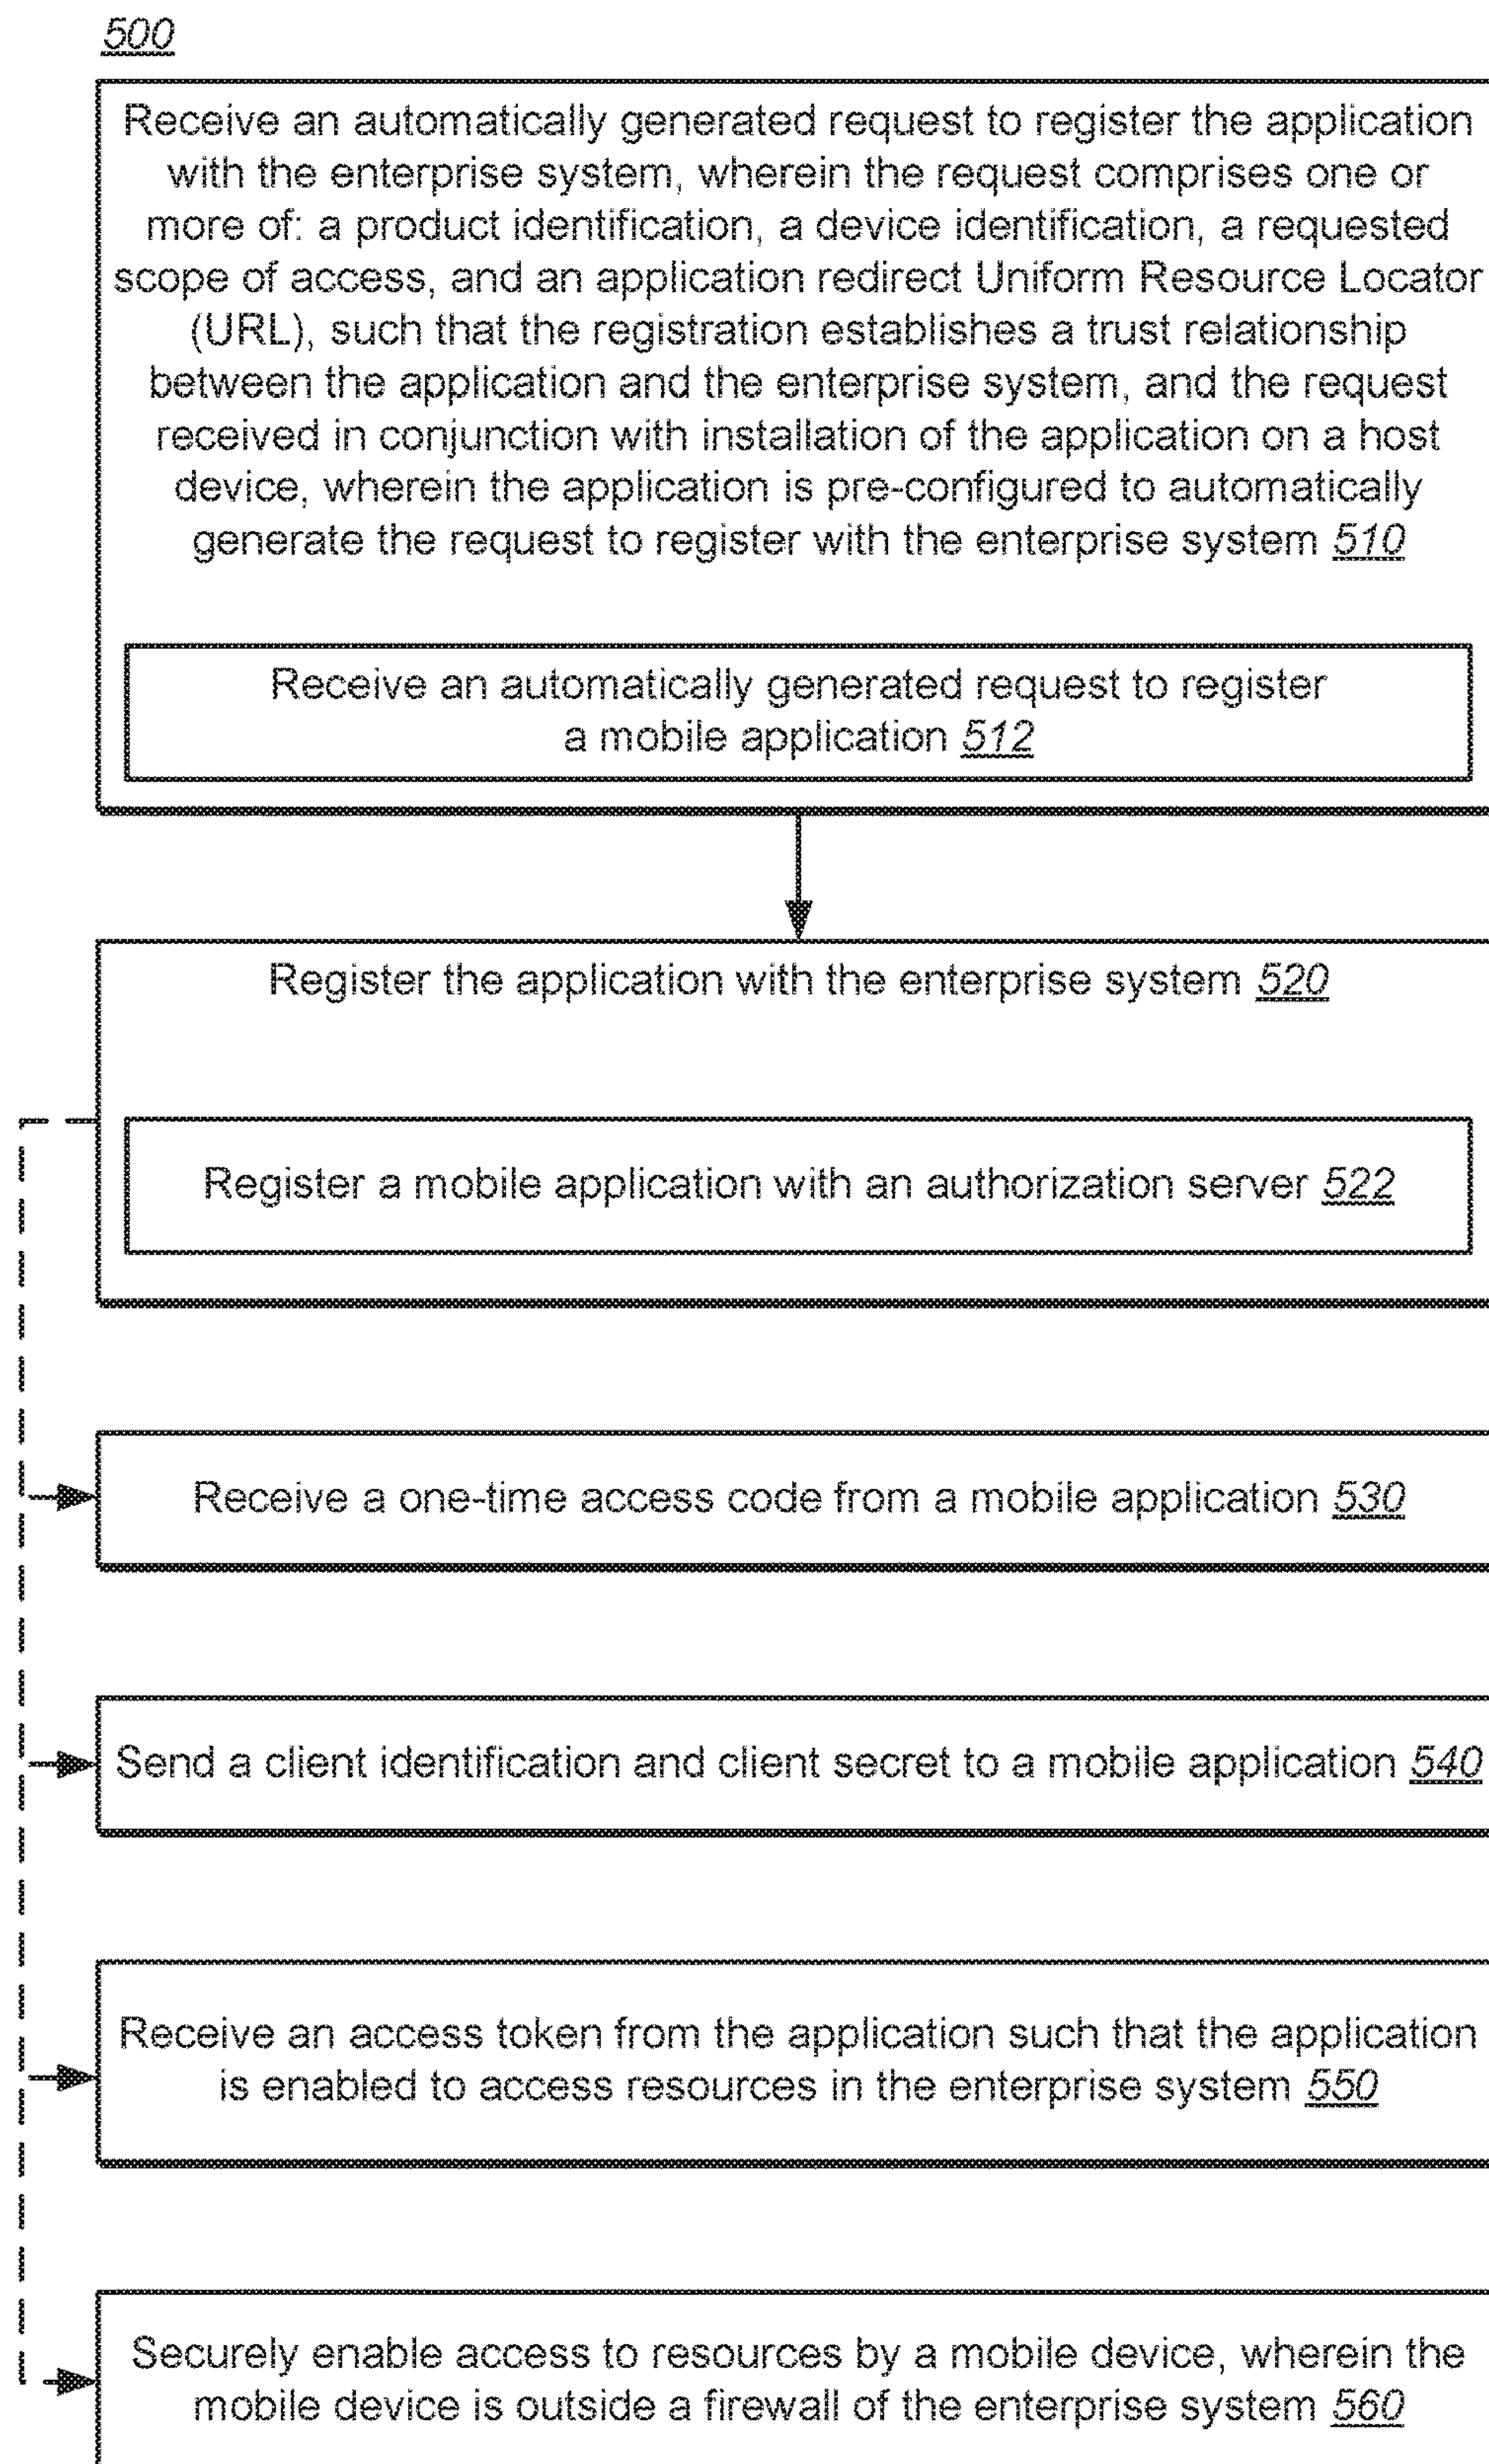 500
Receive an automatically generated request to register the application
with the enterprise system, wherein the request comprises one or
more of: a product identification, a device identification, a requested
scope of access, and an application redirect Uniform Resource Locator
(URL), such that the registration establishes a trust relationship
between the application and the enterprise system, and the request
received in conjunction with installation of the application on a host
device, wherein the application is pre-configured to automatically
generate the request to register with the enterprise system 510
Receive an automatically generated request to register
a mobile application 512
Register the application with the enterprise system 520
Register a mobile application with an authorization server 522
Receive a one-time access code from a mobile application 530
Send a client identification and client secret to a mobile application 540
Receive an access token from the application such that the application
is enabled to access resources in the enterprise system 550
Securely enable access to resources by a mobile device, wherein the
mobile device is outside a firewall of the enterprise system 560